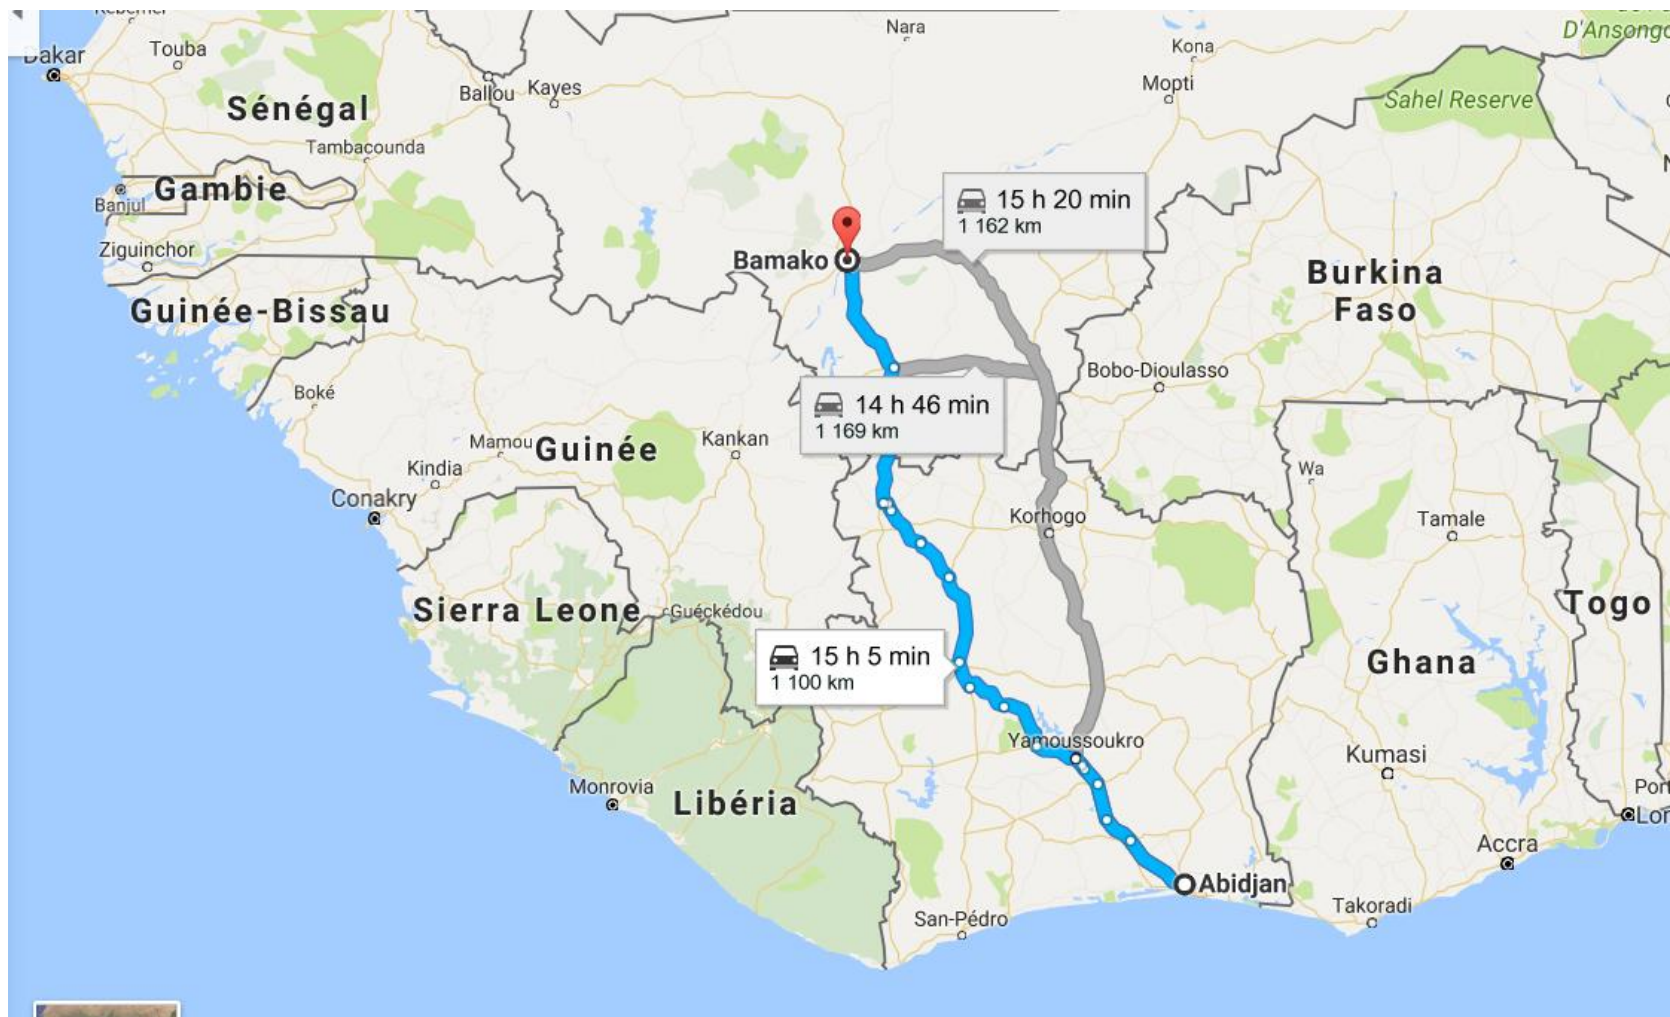 Nara
D'Ansongo
Dakar
Touba
Kona
Ballou
Kayes
Mopti
Sénégal
Sahel Reserve
Tambacounda
Gambie
Banjul
15 h 20 min
1 162 km
Ziguinchor
Bamako
Burkina
Faso
Guinée-Bissau
Bobo-Dioulasso
Boké
14 h 46 min
1 169 km
Mamou
Guinée
Kankan
Kindia
Wa
Conakry
Korhogo
Tamale
Sierra Leone
Guéckédou
Togo
15 h 5 min
1 100 km
Ghana
Yamoussoukro
Kumasi
Monrovia
Libéria
Port
Lor
Accra
Abidjan
San-Pédro
Takoradi